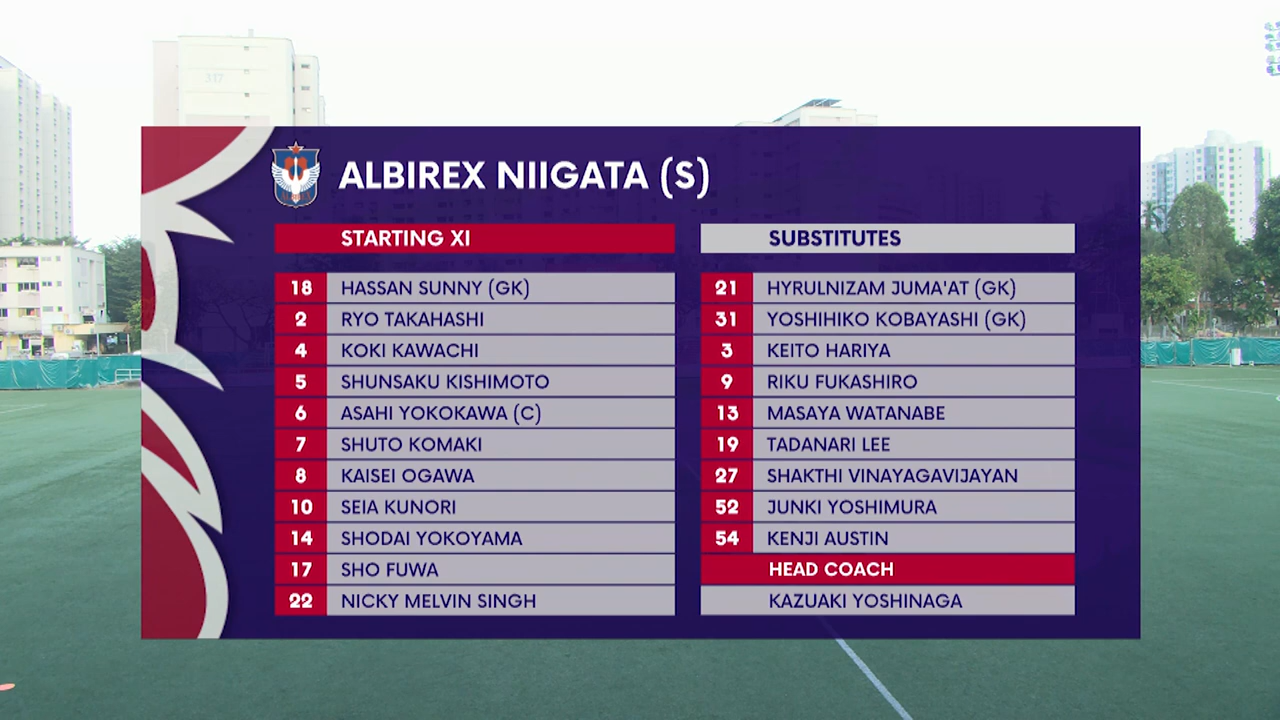 317
ALBIREX NIIGATA (S)
STARTING XI
18 HASSAN SUNNY (GK)
2 RYO TAKAHASHI
4 KOKI KAWACHI
5 SHUNSAKU KISHIMOTO
6 ASAHI YOKOKAWA (C)
7 SHUTO KOMAKI
8 KAISEI OGAWA
10 SEIA KUNORI
14 SHODAI YOKOYAMA
17 SHO FUWA
22 NICKY MELVIN SINGH
SUBSTITUTES
21 HYRULNIZAM JUMA'AT (GK)
31 YOSHIHIKO KOBAYASHI (GK)
3 KEITO HARIYA
9 RIKU FUKASHIRO
13 MASAYA WATANABE
19 TADANARI LEE
27 SHAKTHI VINAYAGAVIJAYAN
52 JUNKI YOSHIMURA
54 KENJI AUSTIN
HEAD COACH
KAZUAKI YOSHINAGA